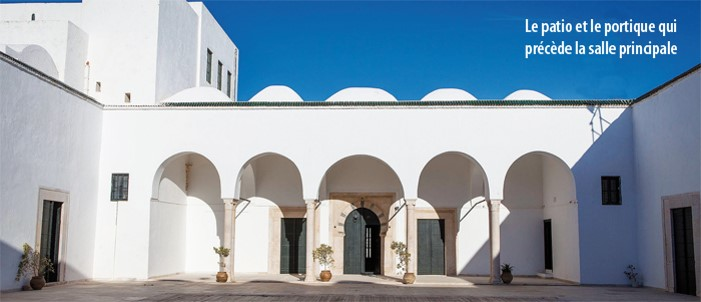 Le patio et le portique qui
précède la salle principale